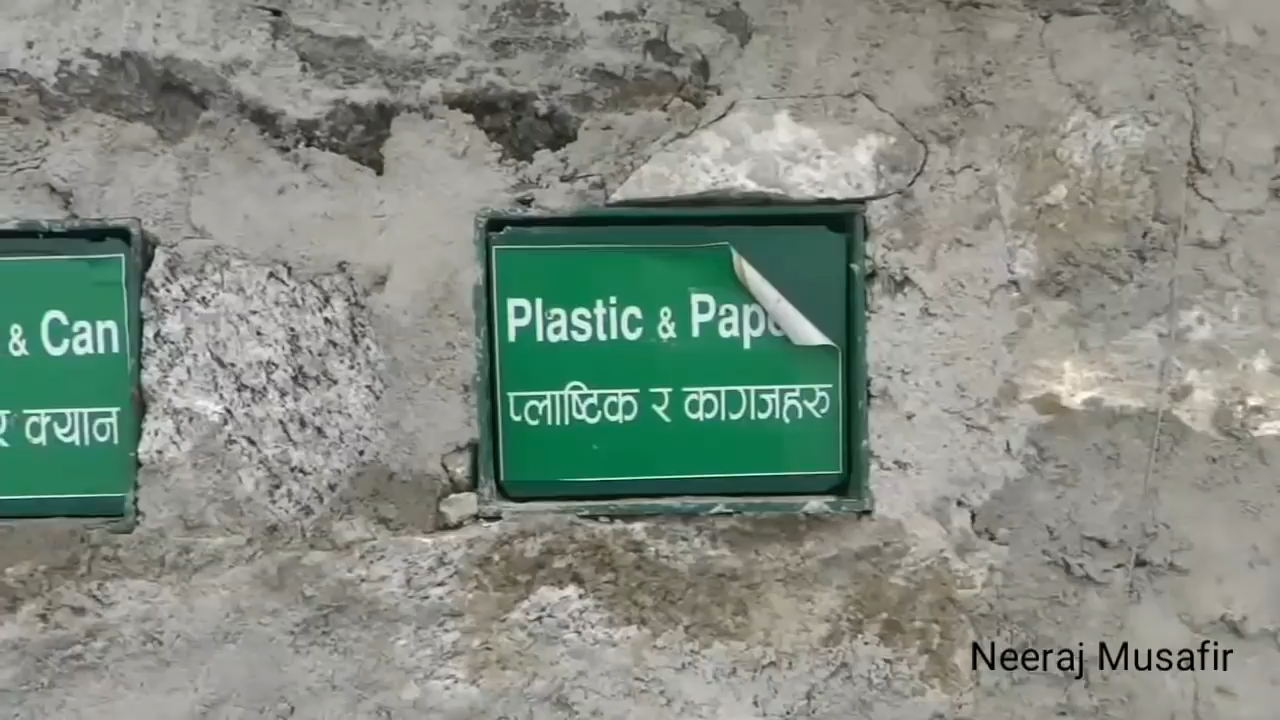 & Can
र क्यान
Plastic & Pape
प्लाष्टिक र कागजहरु
Neeraj Musafir